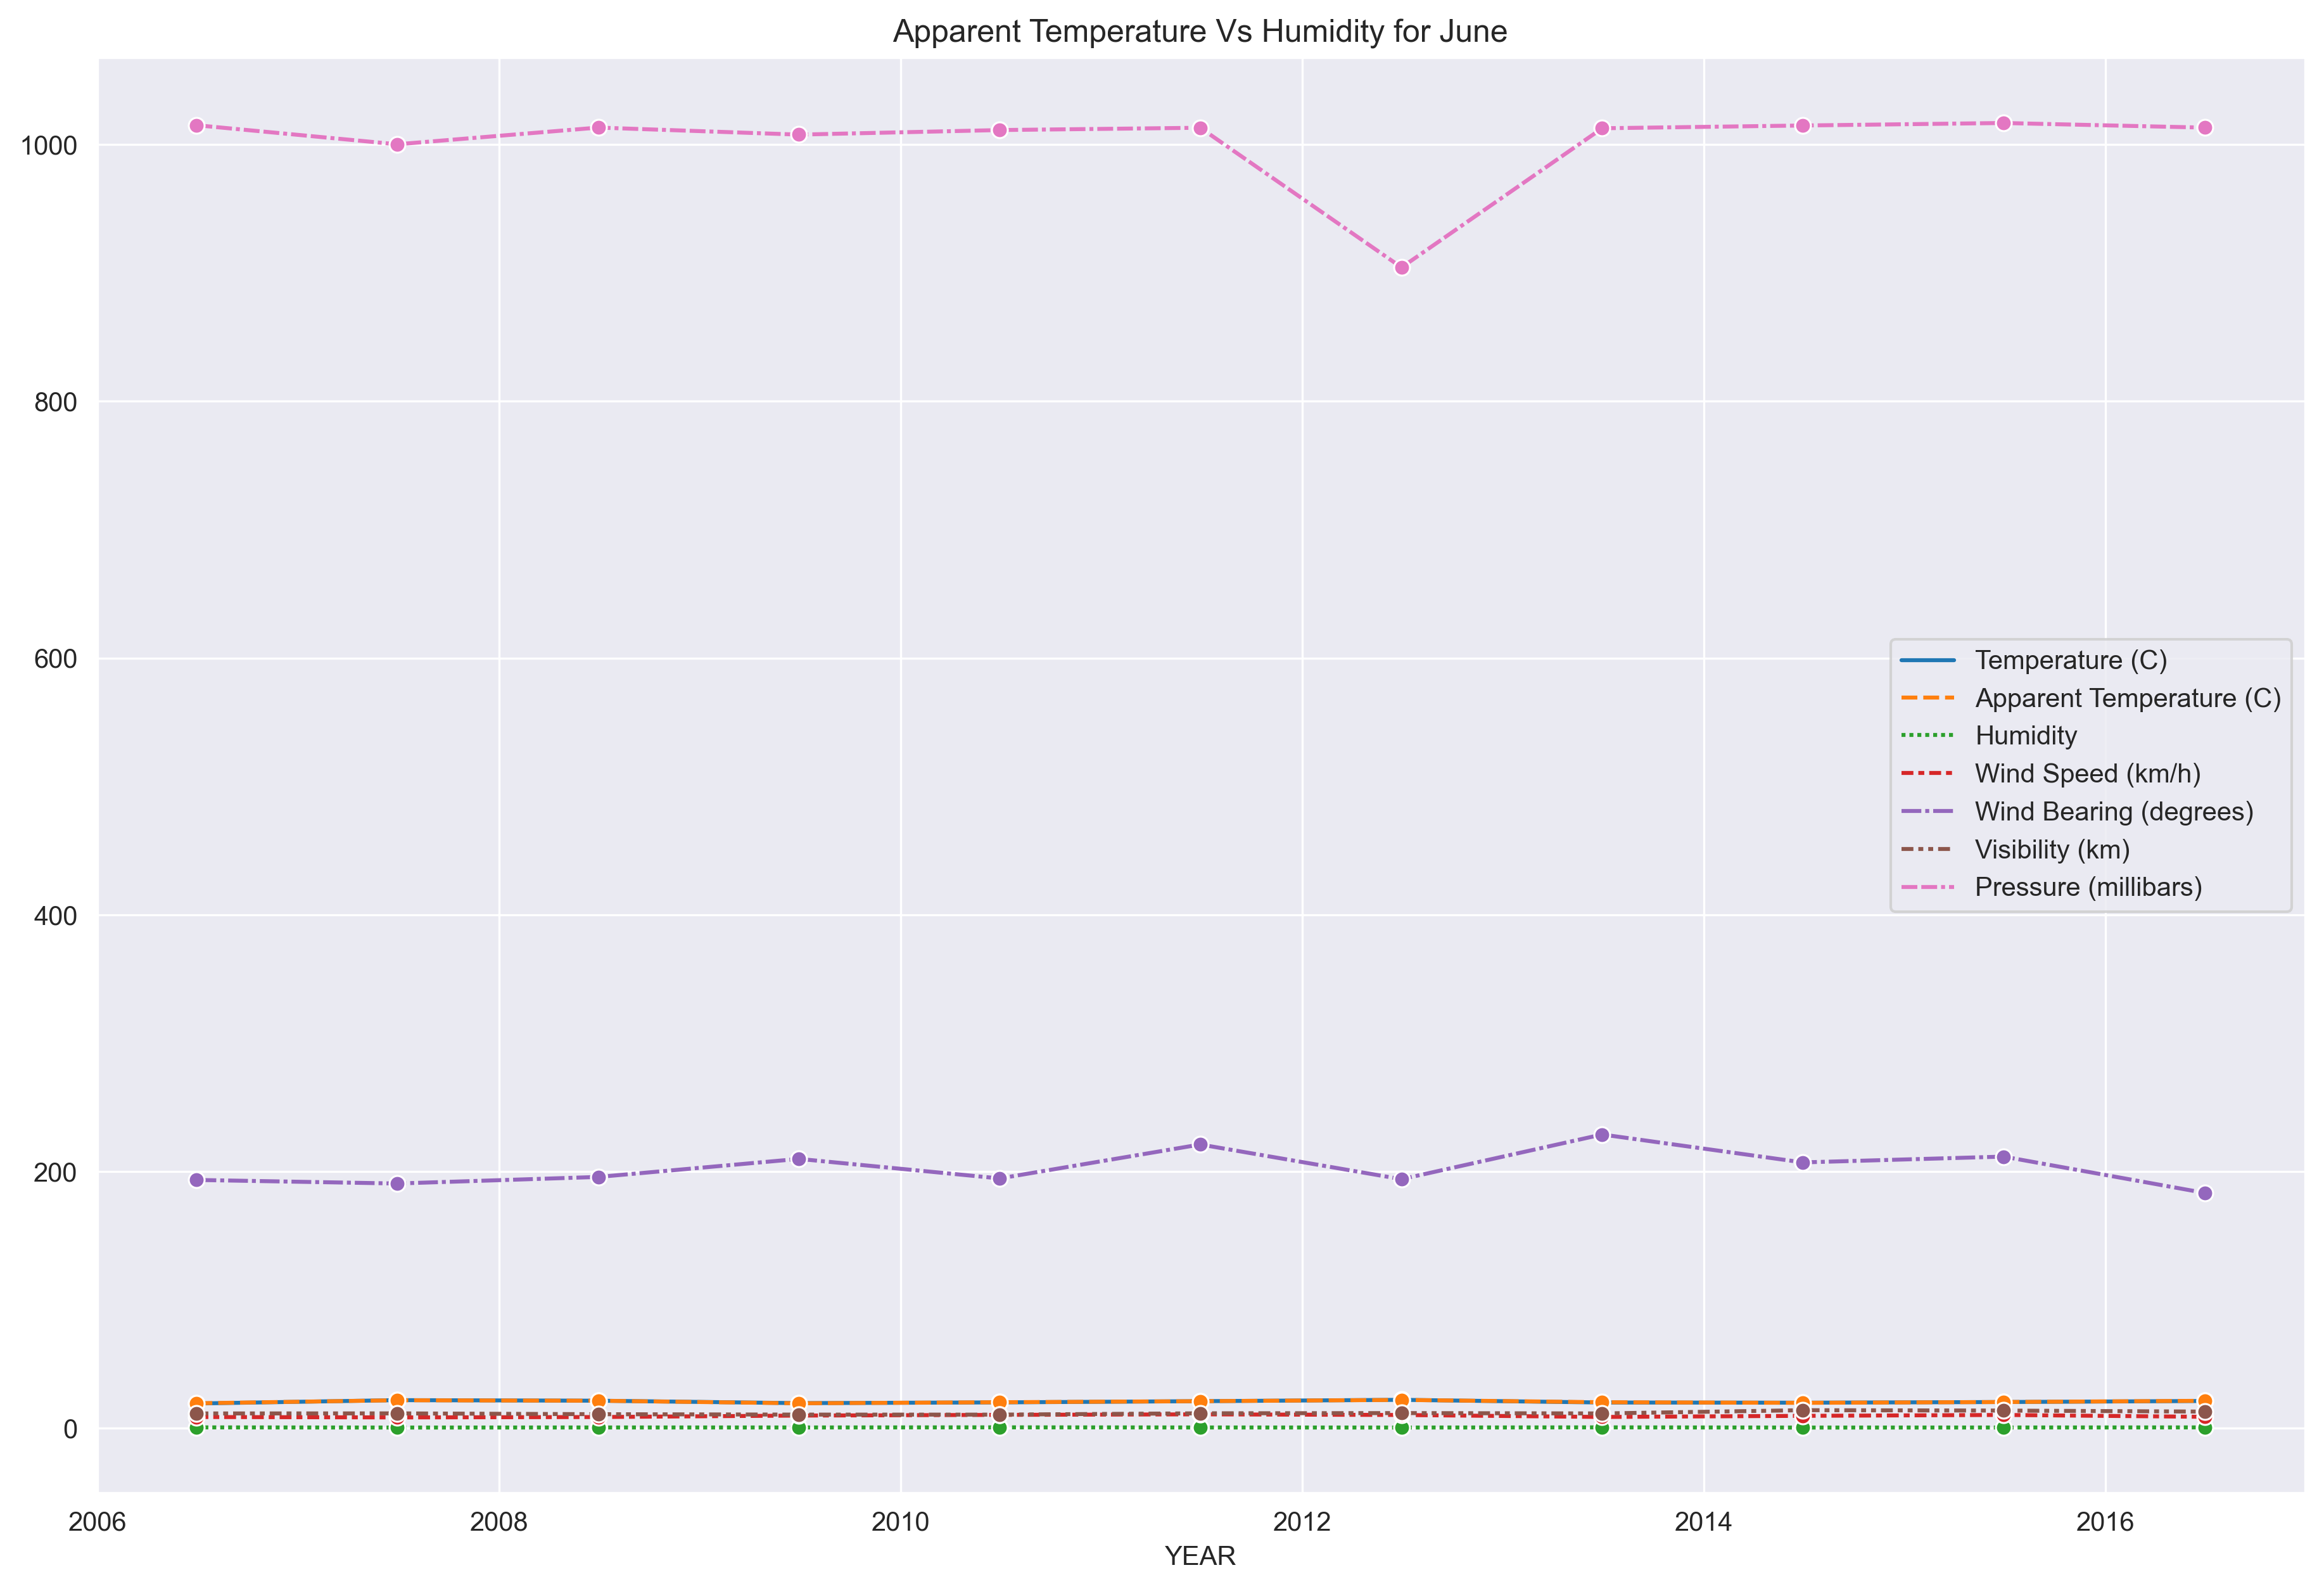 Apparent Temperature Vs Humidity for June
1000
800
600
400
200
0
Temperature (C)
Apparent Temperature (C)
Humidity
Wind Speed (km/h)
Wind Bearing (degrees)
Visibility (km)
Pressure (millibars)
2006 2008 2010 2012 2014 2016
YEAR